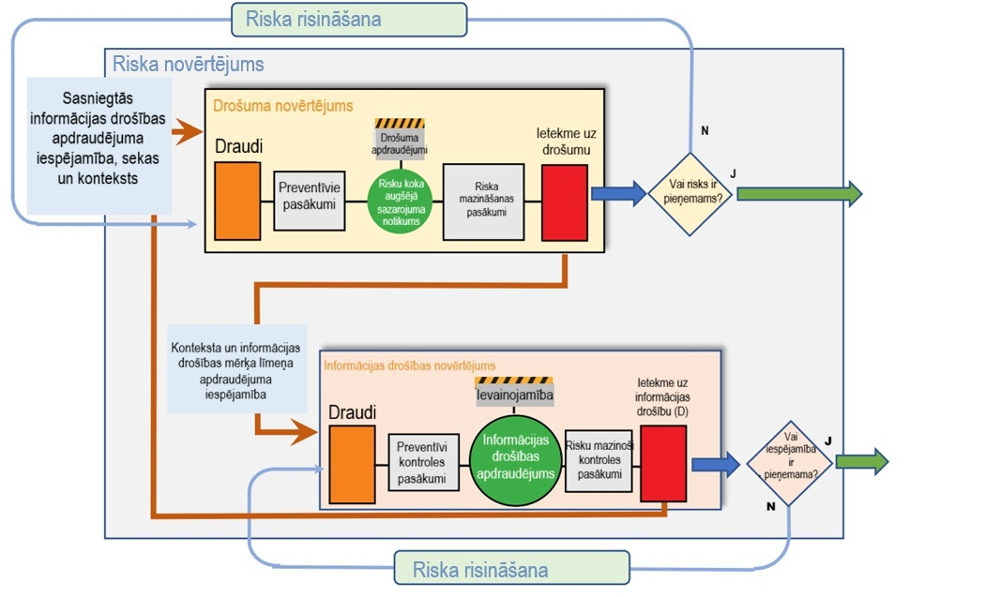 Riska risināšana
Riska novērtējums
Sasniegtās
informācijas drošības
apdraudējuma
iespējamība, sekas
un konteksts
Drošuma novērtējums
Draudi
Preventīvie
pasākumi
Drošuma
apdraudējumi
Risku koka
augšējā
sazarojuma
notikums
Riska
mazināšanas
pasākumi
Ietekme uz
drošumu
N
J
Vai risks ir
pieņemams?
Konteksta un informācijas
drošības mērķa līmeņa
apdraudējuma
iespējamība
Informācijas drošības novērtējums
Draudi
Preventīvi
kontroles
pasākumi
Ievainojamība
Informācijas
drošības
apdraudējums
Risku mazinoši
kontroles
pasākumi
Ietekme uz
informācijas
drošību (D)
Vai
iespējamība
ir
pieņemama?
J
N
Riska risināšana